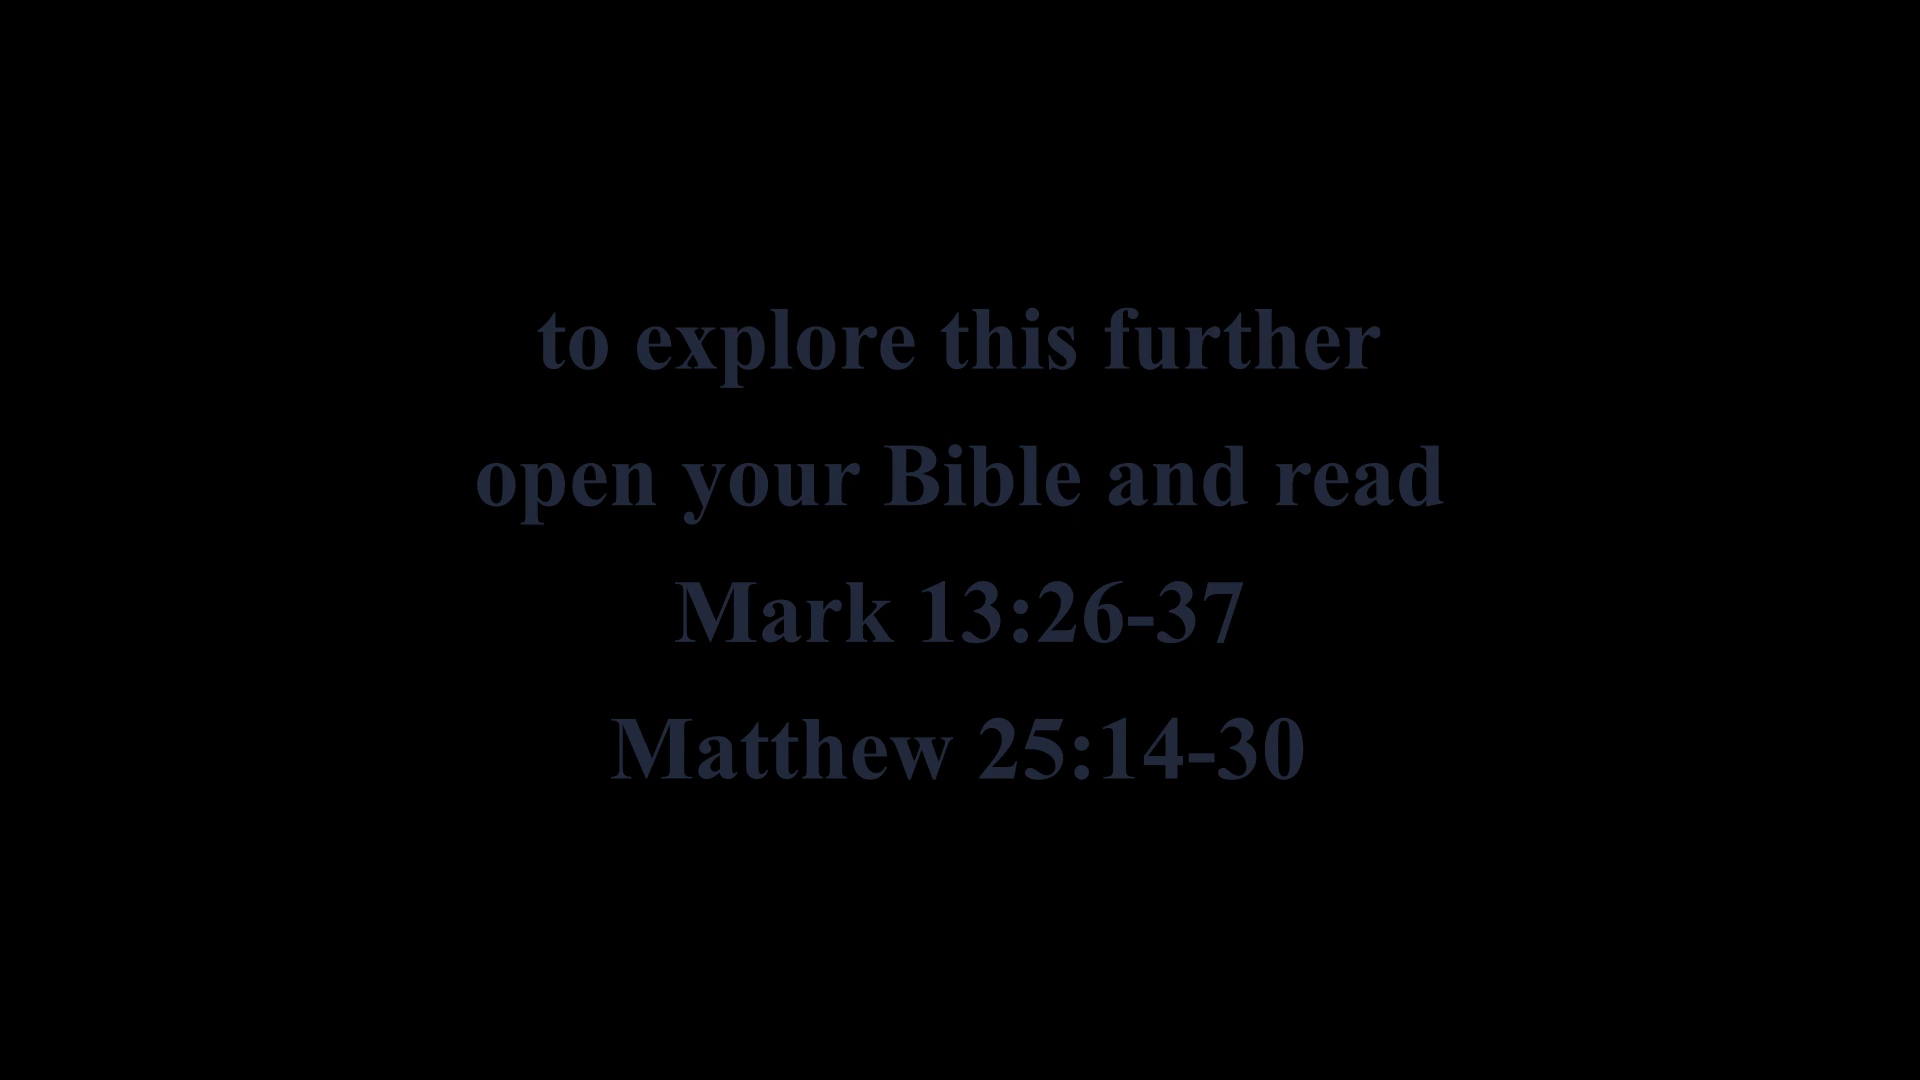 to explore this further
open your Bible and read
Mark 13:26-37
Matthew 25:14-30